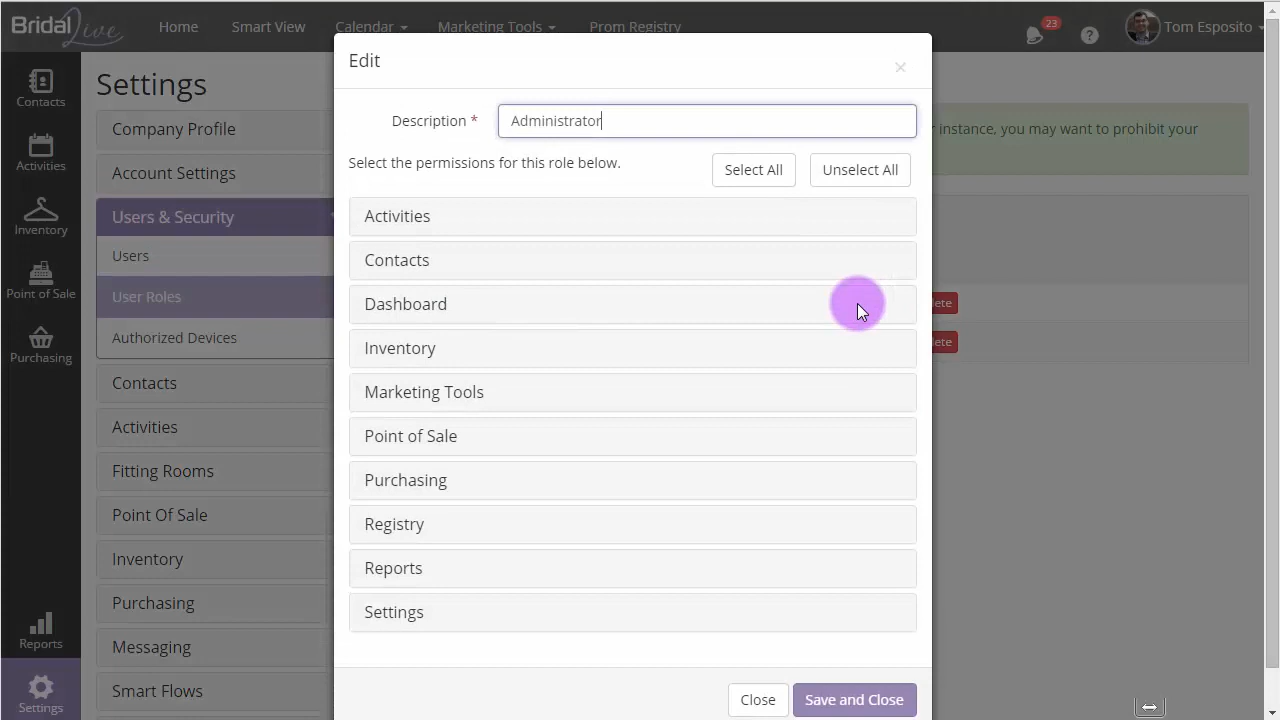 Bridal Live
Home
Smart View
Calendar
Marketing Tools
Prom Registry
23
?
Tom Esposito
Contacts
Activities
Inventory
Point of Sale
Purchasing
Reports
Settings
Settings
Company Profile
Account Settings
Users & Security
Users
User Roles
Authorized Devices
Contacts
Activities
Fitting Rooms
Point Of Sale
Inventory
Purchasing
Messaging
Smart Flows
Edit
×
Description *
Administrator
Select the permissions for this role below.
Select All
Unselect All
Activities
Contacts
Dashboard
Inventory
Marketing Tools
Point of Sale
Purchasing
Registry
Reports
Settings
Close
Save and Close
instance, you may want to prohibit your
ete
ete